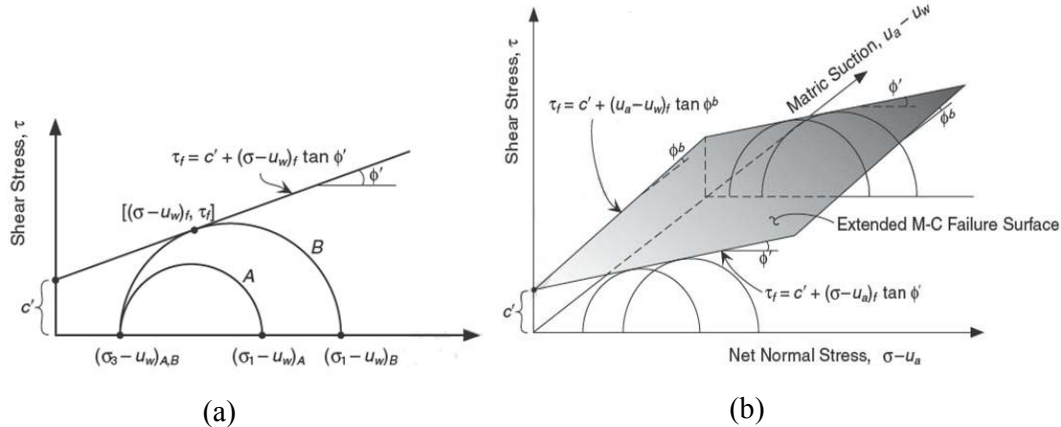 Shear Stress, τ
τf = c′ + (σ–uw)f tan ϕ′
ϕ′
[(σ–uw)f, τf]
B
A
c′
(σ3–uw)A,B
(σ1–uw)A
(σ1–uw)B
(a)
Shear Stress, τ
Matric Suction, ua–uw
τf = c′ + (ua–uw)f tan ϕb
ϕb
ϕ′
ϕb
Extended M-C Failure Surface
ϕ′
τf = c′ + (σ–ua)f tan ϕ′
c′
Net Normal Stress, σ–ua
(b)